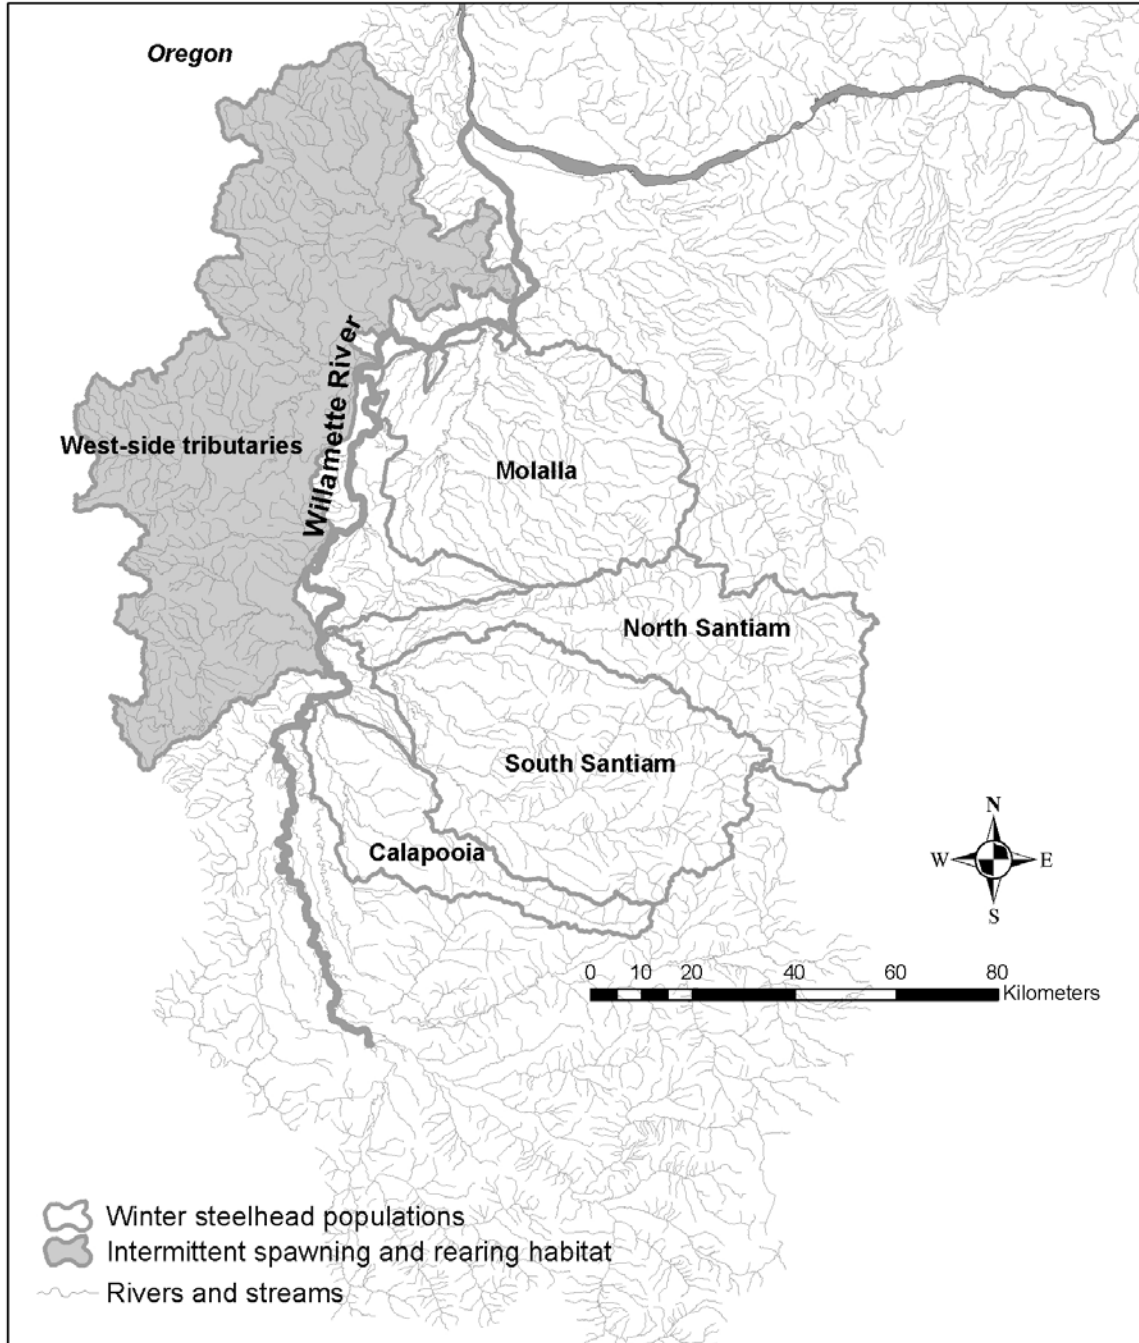 Oregon
Willamette River
West-side tributaries
Molalla
North Santiam
South Santiam
Calapooia
N
W E
S
0 10 20 40 60 80
Kilometers
Winter steelhead populations
Intermittent spawning and rearing habitat
Rivers and streams